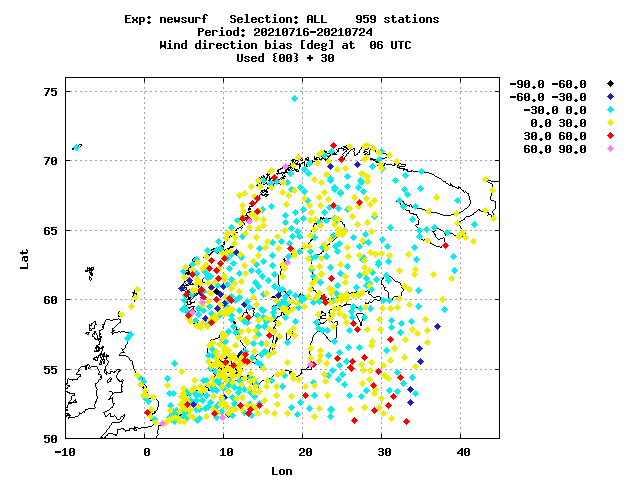 Exp: newsurf Selection: ALL 959 stations
Period: 20210716-20210724
Wind direction bias [deg] at 06 UTC
Used {00} + 30
-90.0 -60.0
-60.0 -30.0
-30.0 0.0
0.0 30.0
30.0 60.0
60.0 90.0
75
70
65
60
55
50
Lat
-10 0 10 20 30 40
Lon